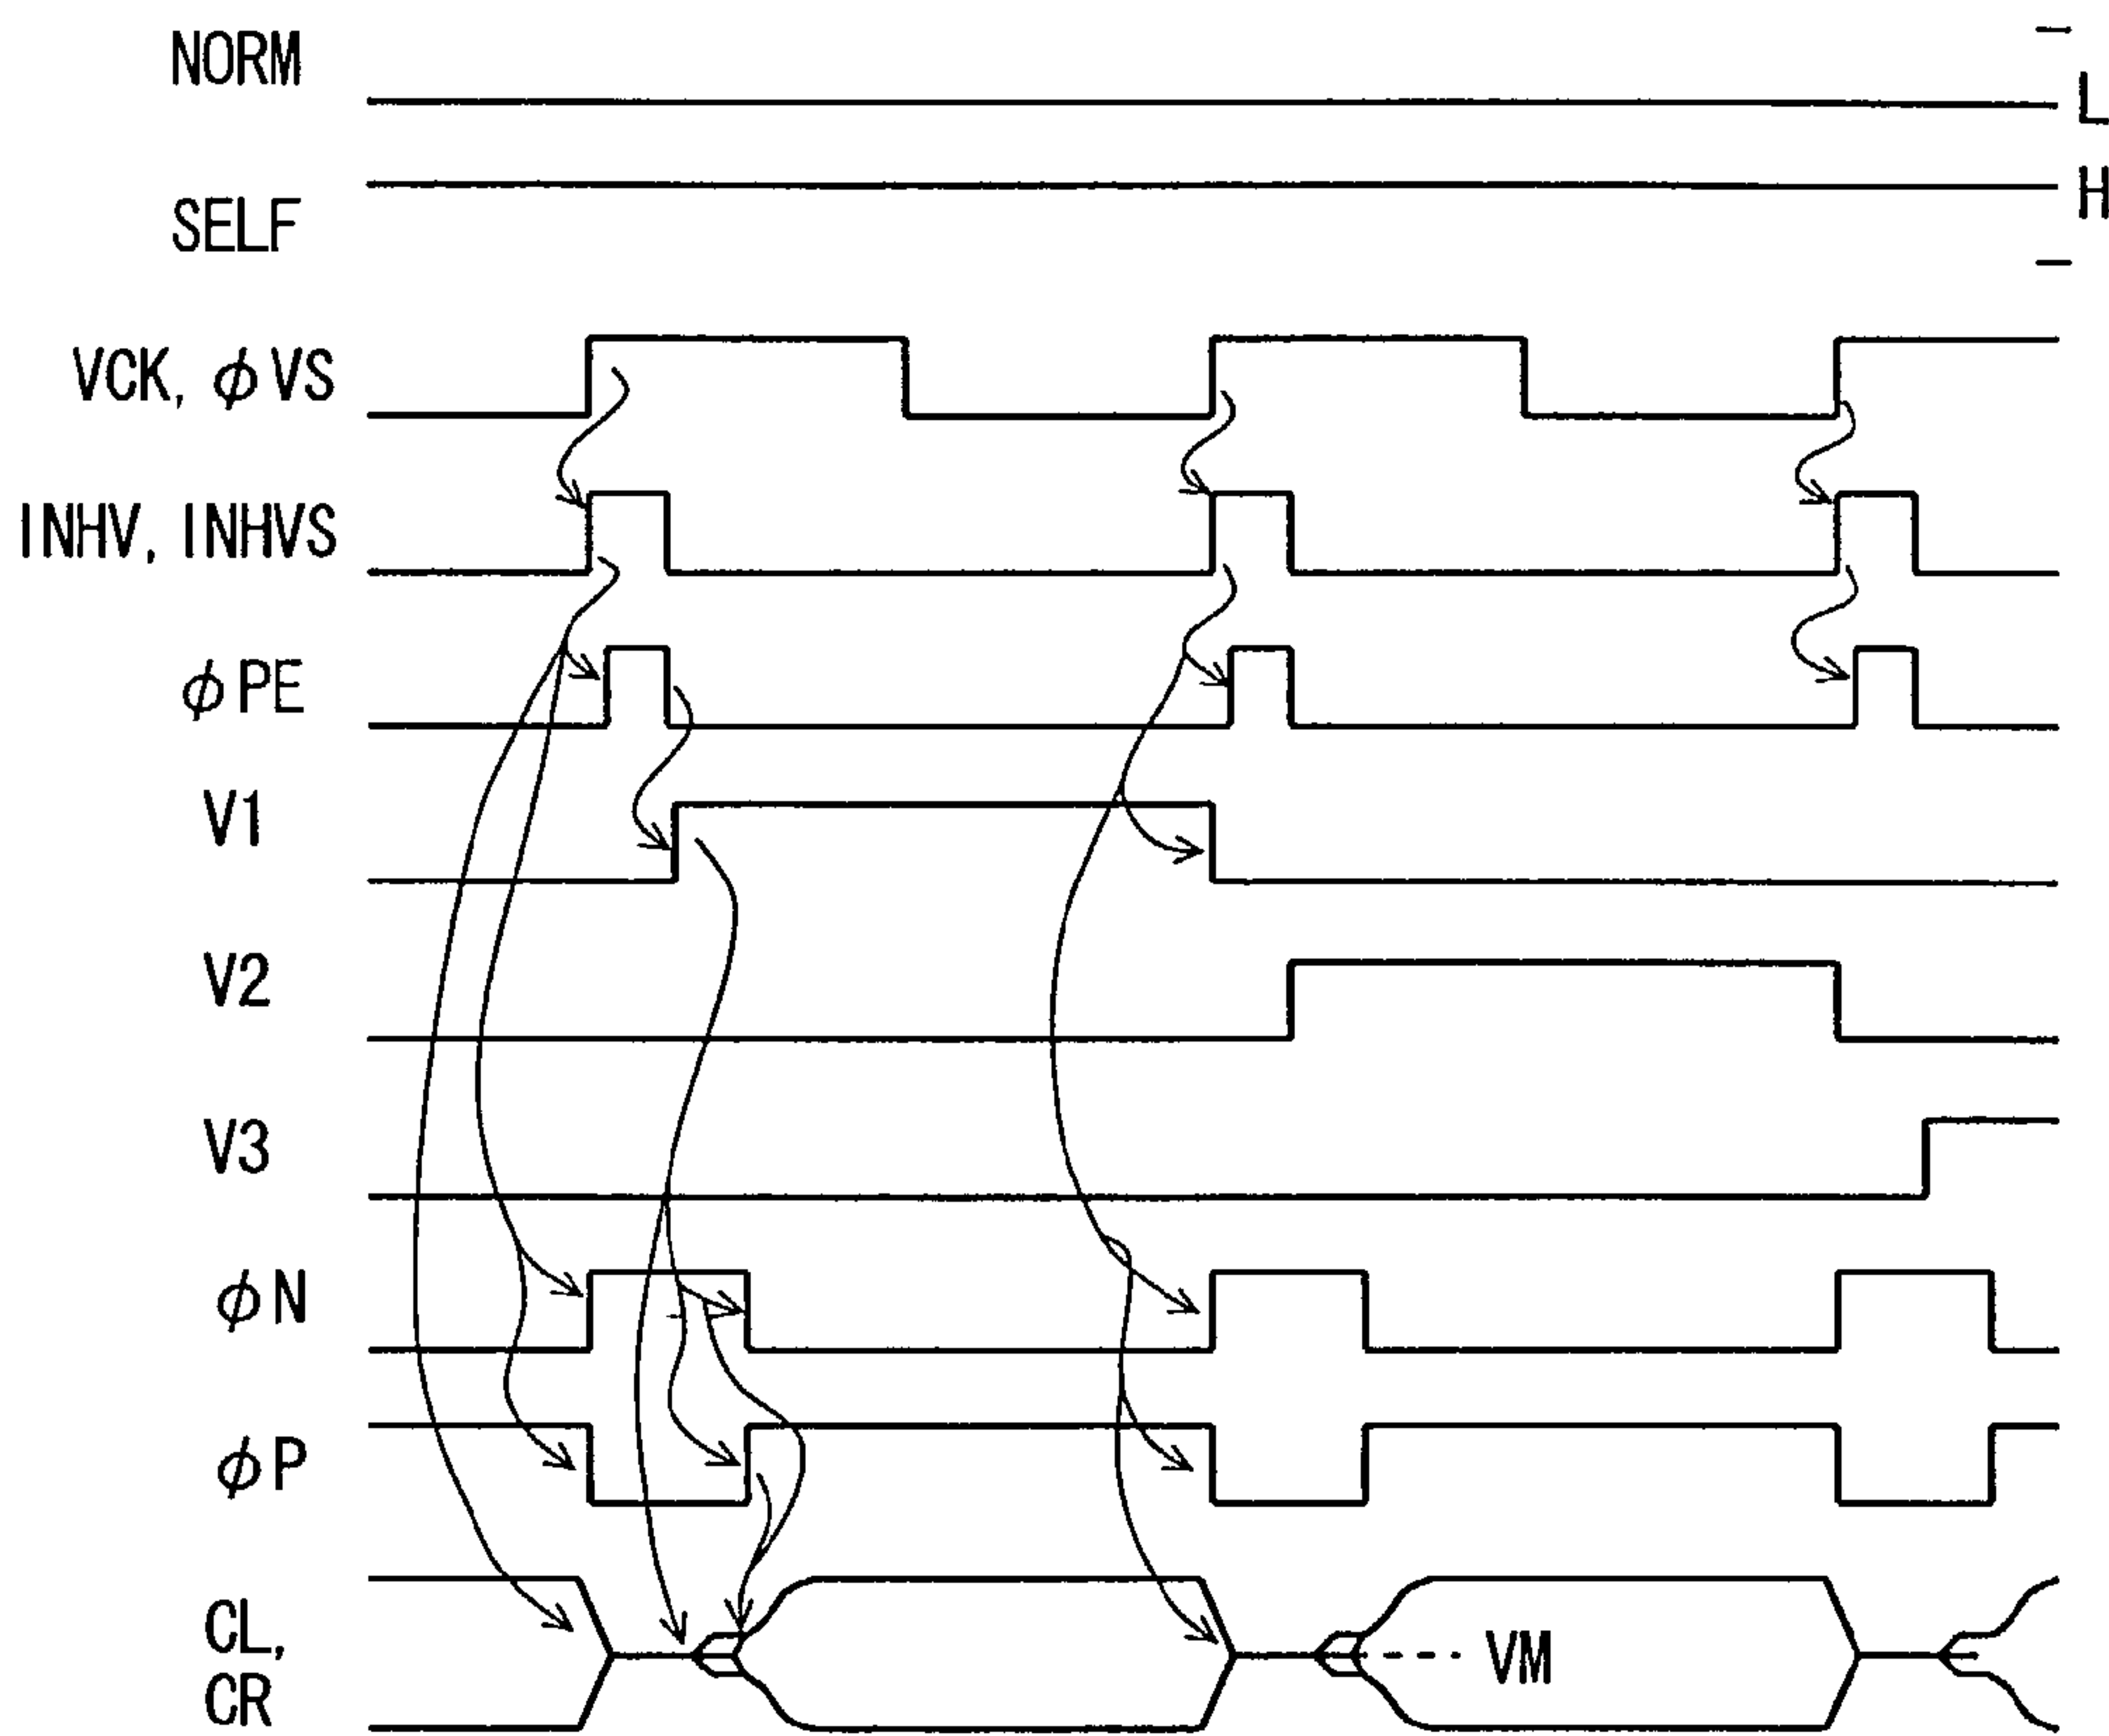 NORM
L
H
SELF
VCK, φVS
INHV, INHVS
φPE
V1
V2
V3
φN
φP
CL,
CR
VM